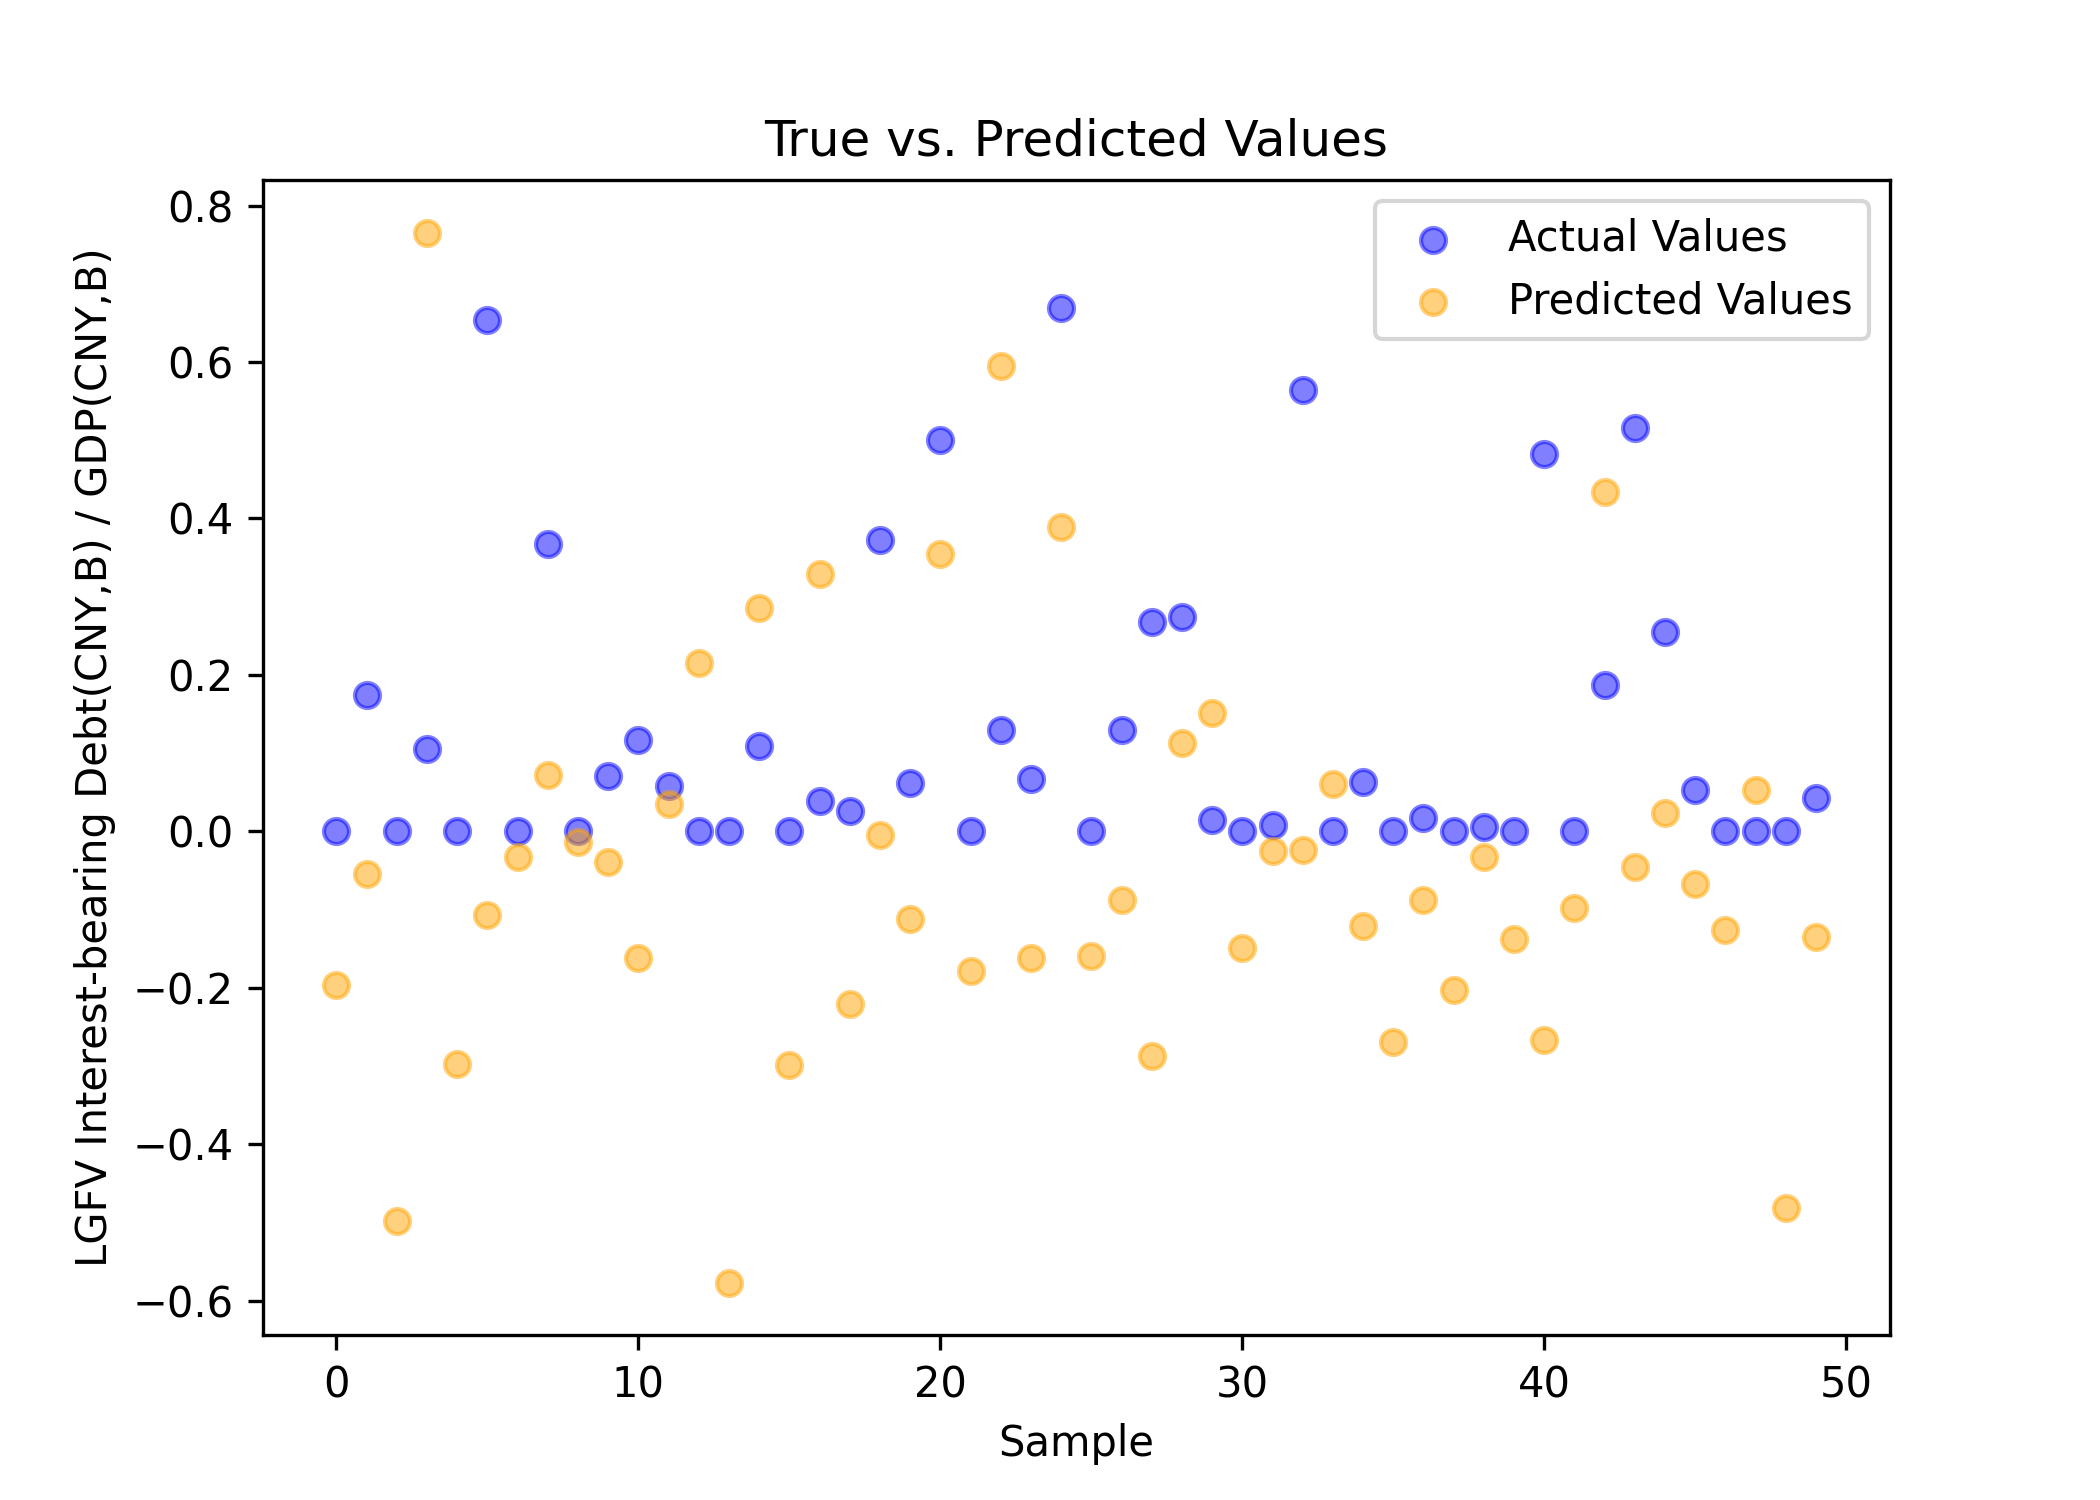 True vs. Predicted Values
Actual Values
Predicted Values
LGFV Interest-bearing Debt(CNY,B) / GDP(CNY,B)
0.8
0.6
0.4
0.2
0.0
−0.2
−0.4
−0.6
0 10 20 30 40 50
Sample